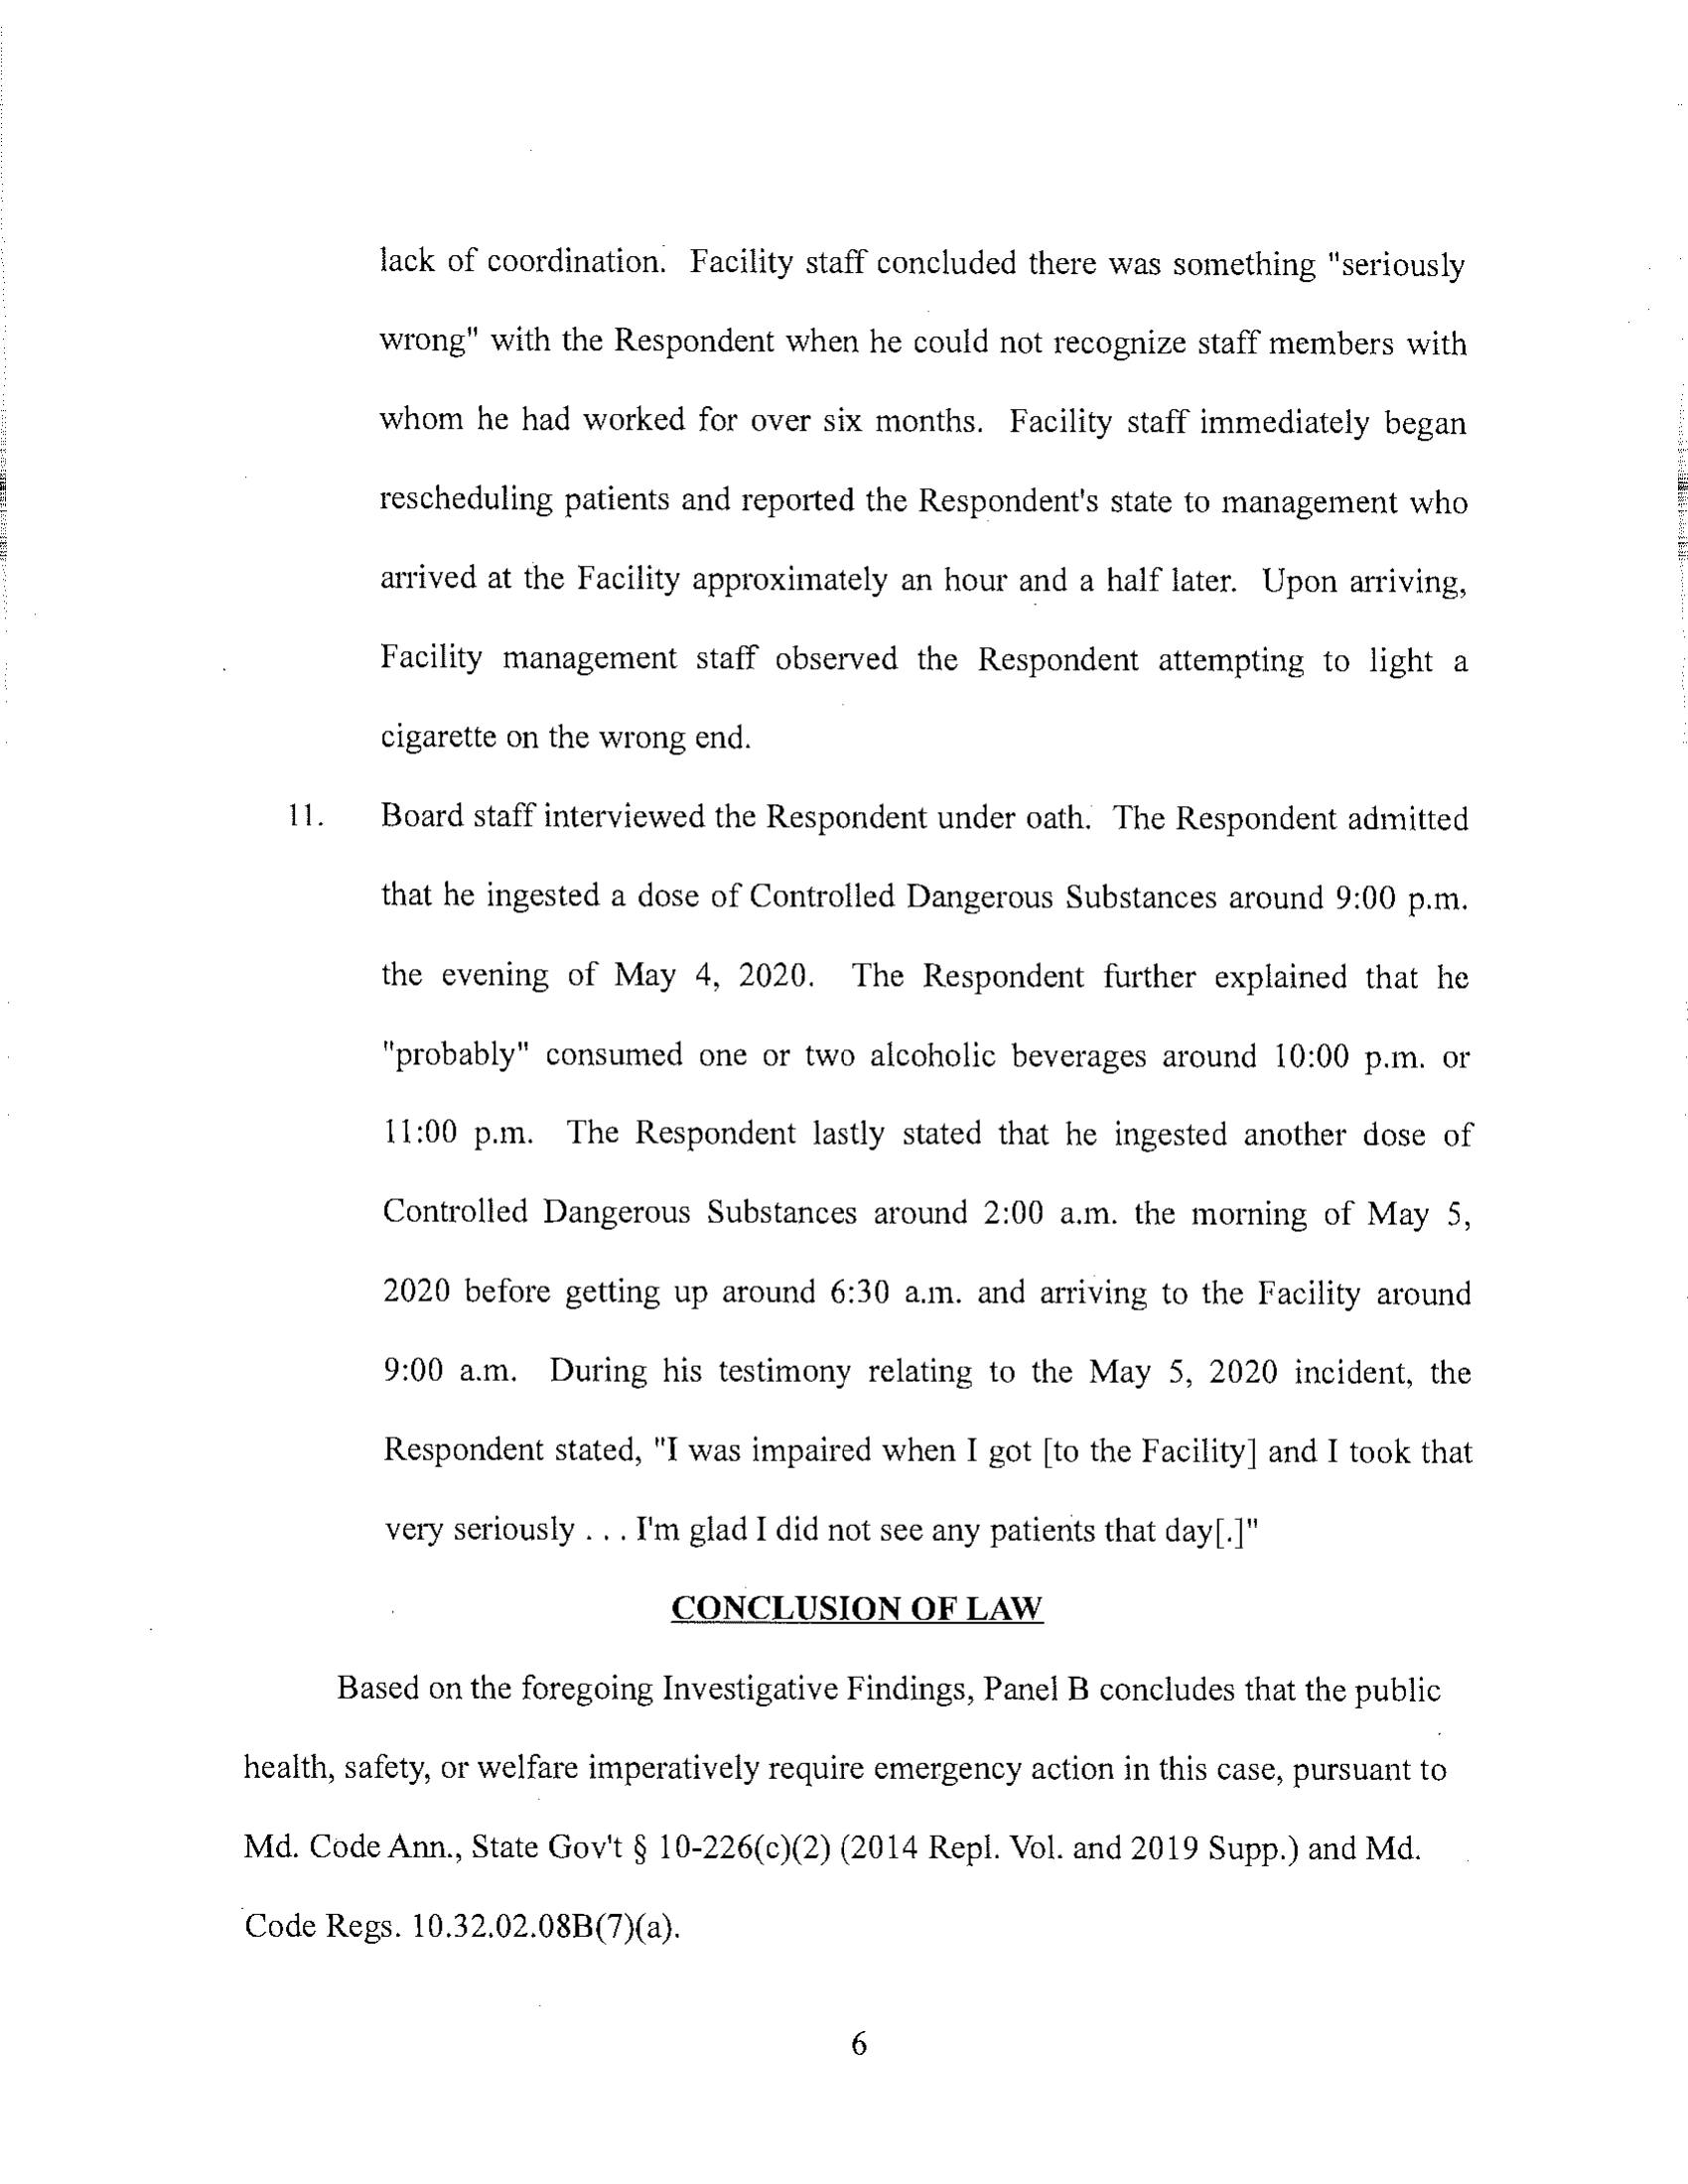 lack of coordination. Facility staff concluded there was something "seriously
wrong" with the Respondent when he could not recognize staff members with
whom he had worked for over six months. Facility staff immediately began
rescheduling patients and reported the Respondent's state to management who
arrived at the Facility approximately an hour and a half later. Upon arriving,
Facility management staff observed the Respondent attempting to light a
cigarette on the wrong end.
11. Board staff interviewed the Respondent under oath. The Respondent admitted
that he ingested a dose of Controlled Dangerous Substances around 9:00 p.m.
the evening of May 4, 2020. The Respondent further explained that he
"probably" consumed one or two alcoholic beverages around 10:00 p.m. or
11:00 p.m. The Respondent lastly stated that he ingested another dose of
Controlled Dangerous Substances around 2:00 a.m. the morning of May 5,
2020 before getting up around 6:30 a.m. and arriving to the Facility around
9:00 a.m. During his testimony relating to the May 5, 2020 incident, the
Respondent stated, "I was impaired when I got [to the Facility] and I took that
very seriously . . . I'm glad I did not see any patients that day[.]"
CONCLUSION OF LAW
Based on the foregoing Investigative Findings, Panel B concludes that the public
health, safety, or welfare imperatively require emergency action in this case, pursuant to
Md. Code Ann., State Gov't § 10-226(c)(2) (2014 Repl. Vol. and 2019 Supp.) and Md.
Code Regs. 10.32.02.08B(7)(a).
6